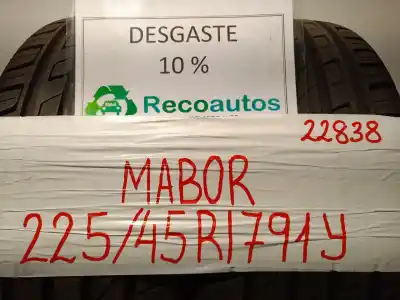 DESGASTE
10 %
Recoautos
22838
MABOR
225/45R1791Y